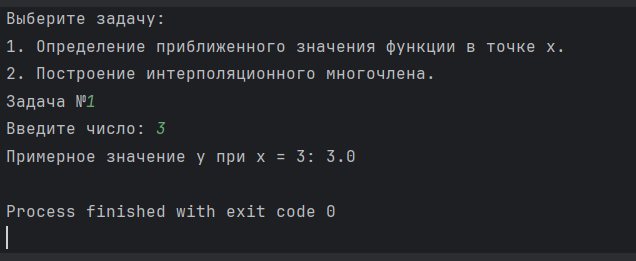 Выберите задачу:
1. Определение приближенного значения функции в точке x.
2. Построение интерполяционного многочлена.
Задача №1
Введите число: 3
Примерное значение y при x = 3: 3.0
Process finished with exit code 0